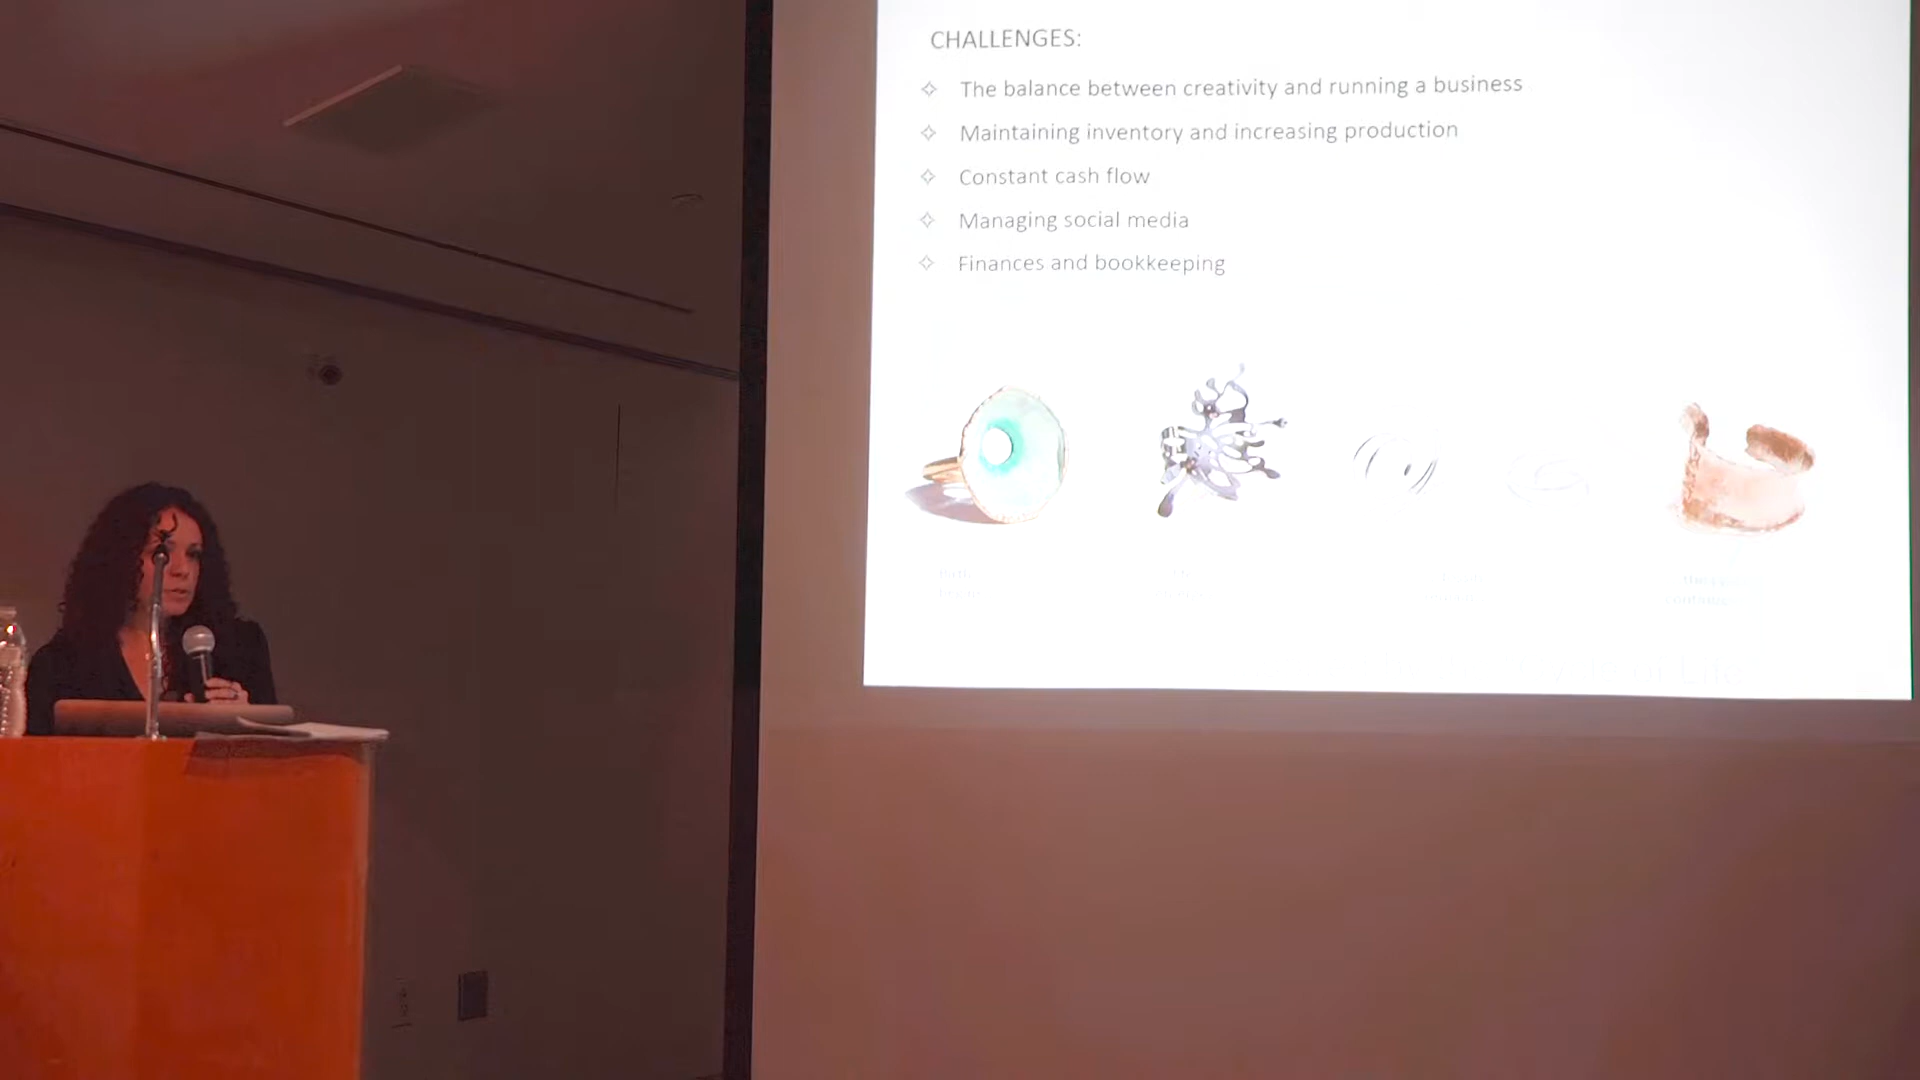 CHALLENGES:
The balance between creativity and running a business
Maintaining inventory and increasing production
Constant cash flow
Managing social media
Finances and bookkeeping